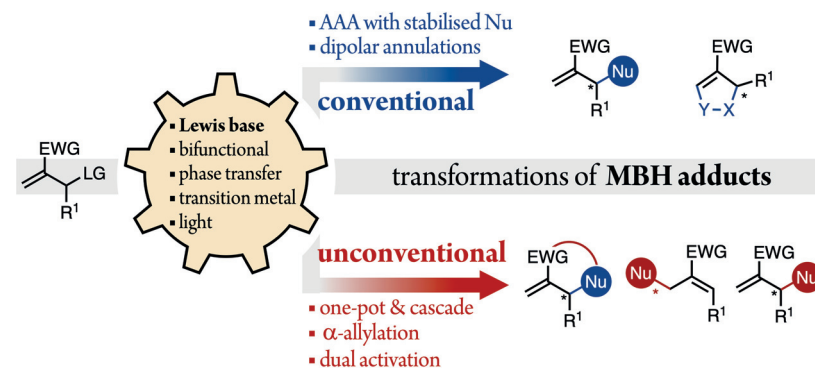 ▪ AAA with stabilised Nu
▪ dipolar annulations
conventional
EWG
Nu
*
R¹
EWG
R¹
*
Y-X
EWG
LG
R¹
▪ Lewis base
▪ bifunctional
▪ phase transfer
▪ transition metal
▪ light
transformations of MBH adducts
unconventional
▪ one-pot & cascade
▪ α-allylation
▪ dual activation
EWG
Nu
*
R¹
Nu
*
EWG
R¹
EWG
Nu
*
R¹